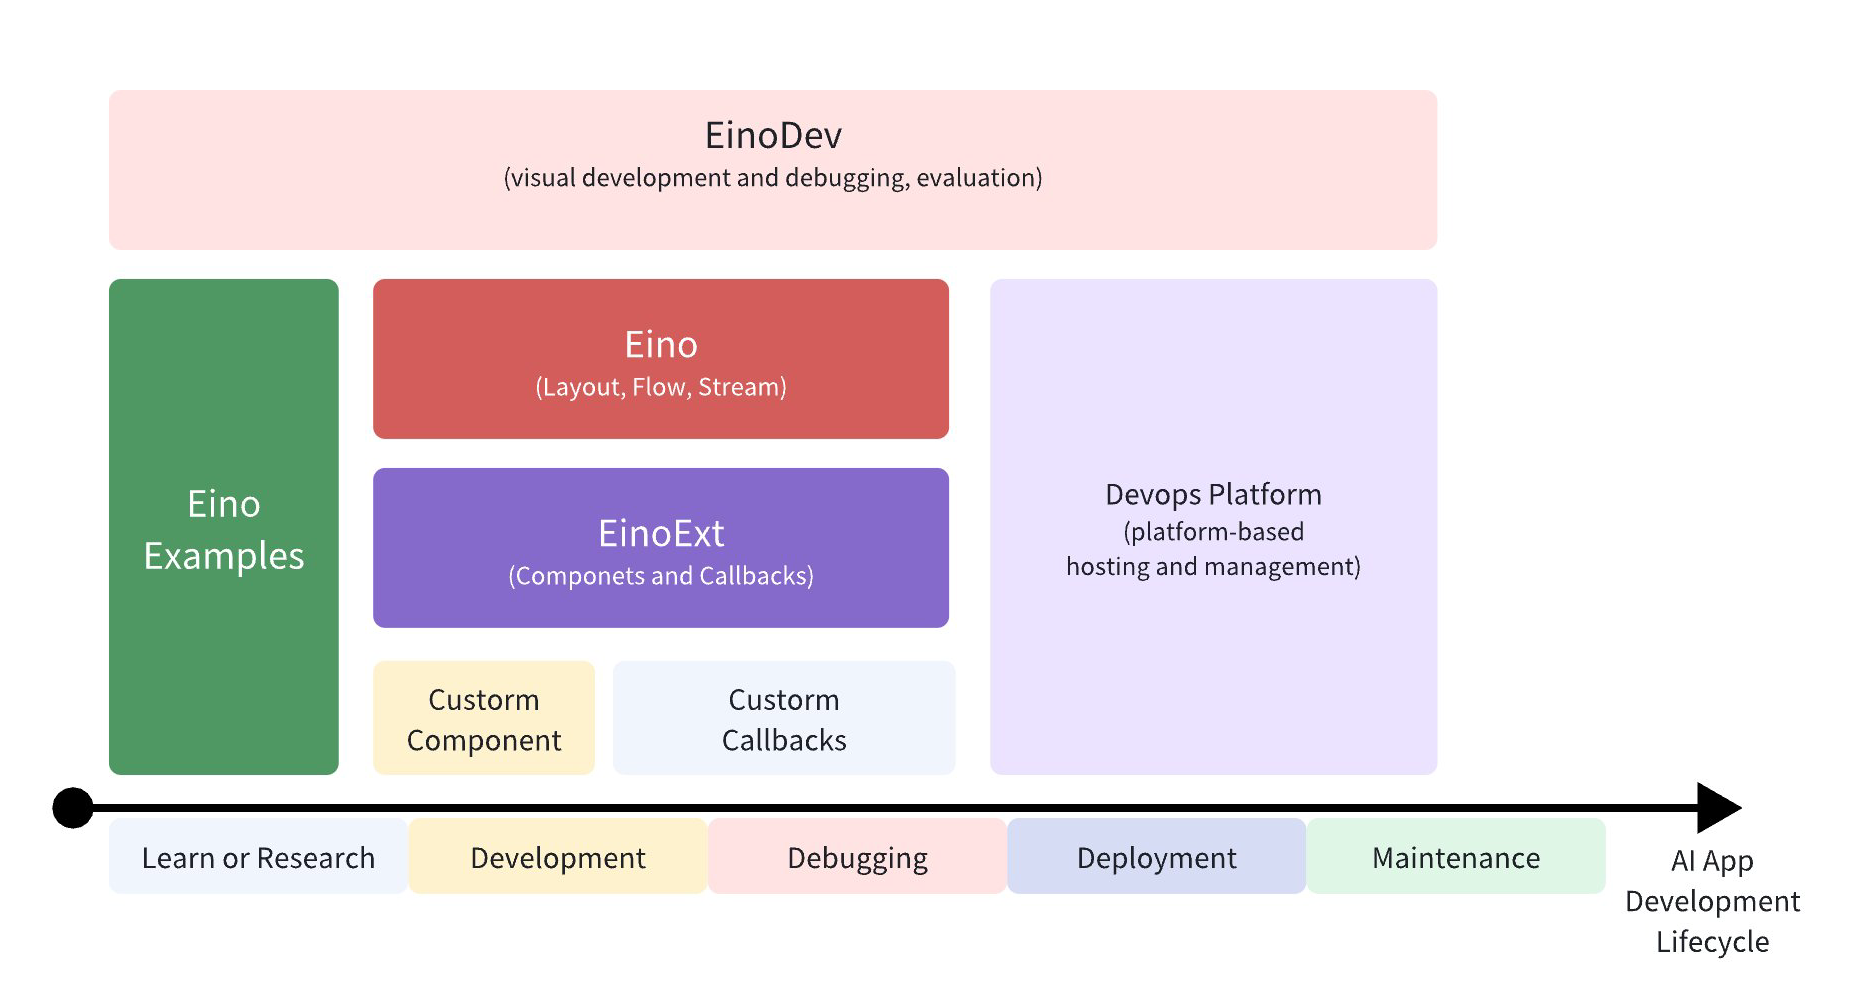 EinoDev
(visual development and debugging, evaluation)
Eino
Examples
Eino
(Layout, Flow, Stream)
EinoExt
(Componets and Callbacks)
Custorm
Component
Custorm
Callbacks
Devops Platform
(platform-based
hosting and management)
Learn or Research
Development
Debugging
Deployment
Maintenance
AI App
Development
Lifecycle